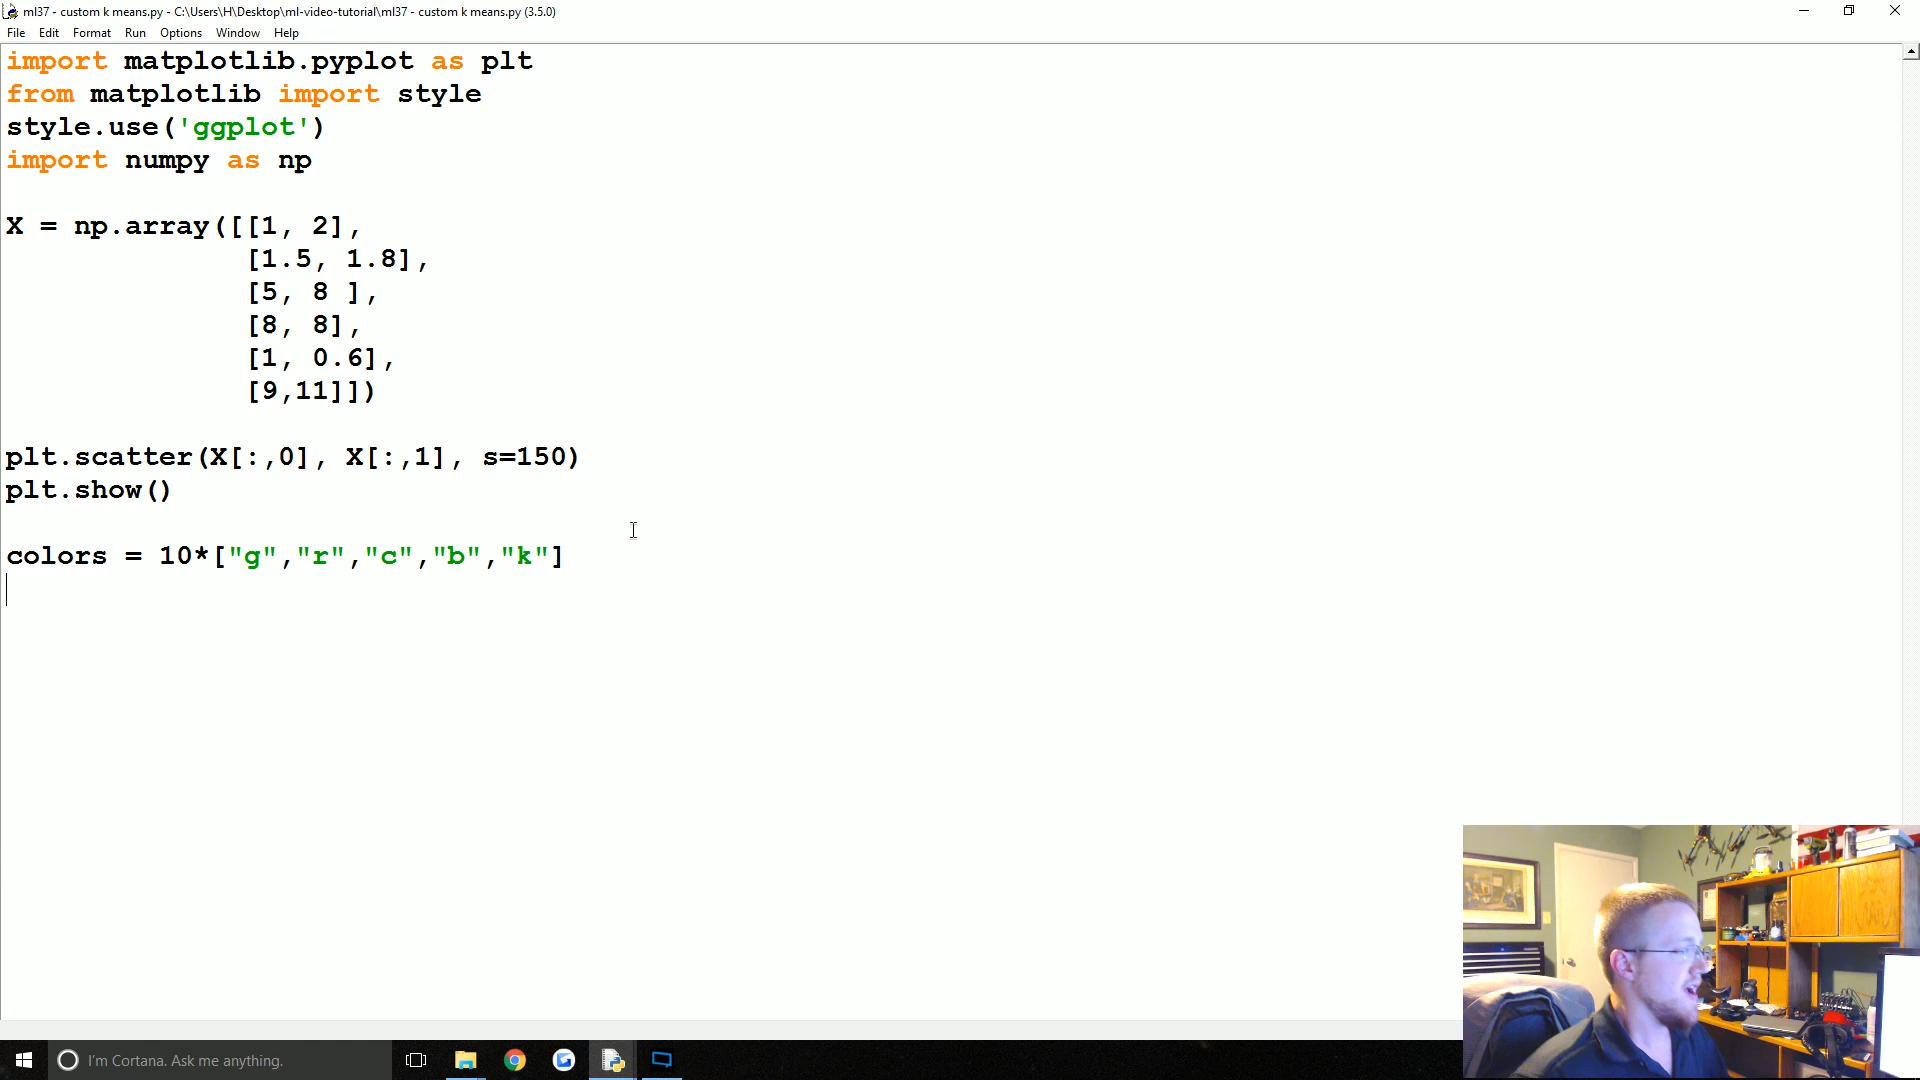 ml37 - custom k means.py - C:\Users\H\Desktop\ml-video-tutorial\ml37 - custom k means.py (3.5.0)
File Edit Format Run Options Window Help
import matplotlib.pyplot as plt
from matplotlib import style
style.use('ggplot')
import numpy as np
X = np.array([[1, 2],
[1.5, 1.8],
[5, 8 ],
[8, 8],
[1, 0.6],
[9,11]])
plt.scatter(X[:,0], X[:,1], s=150)
plt.show()
colors = 10*["g","r","c","b","k"]
I'm Cortana. Ask me anything.